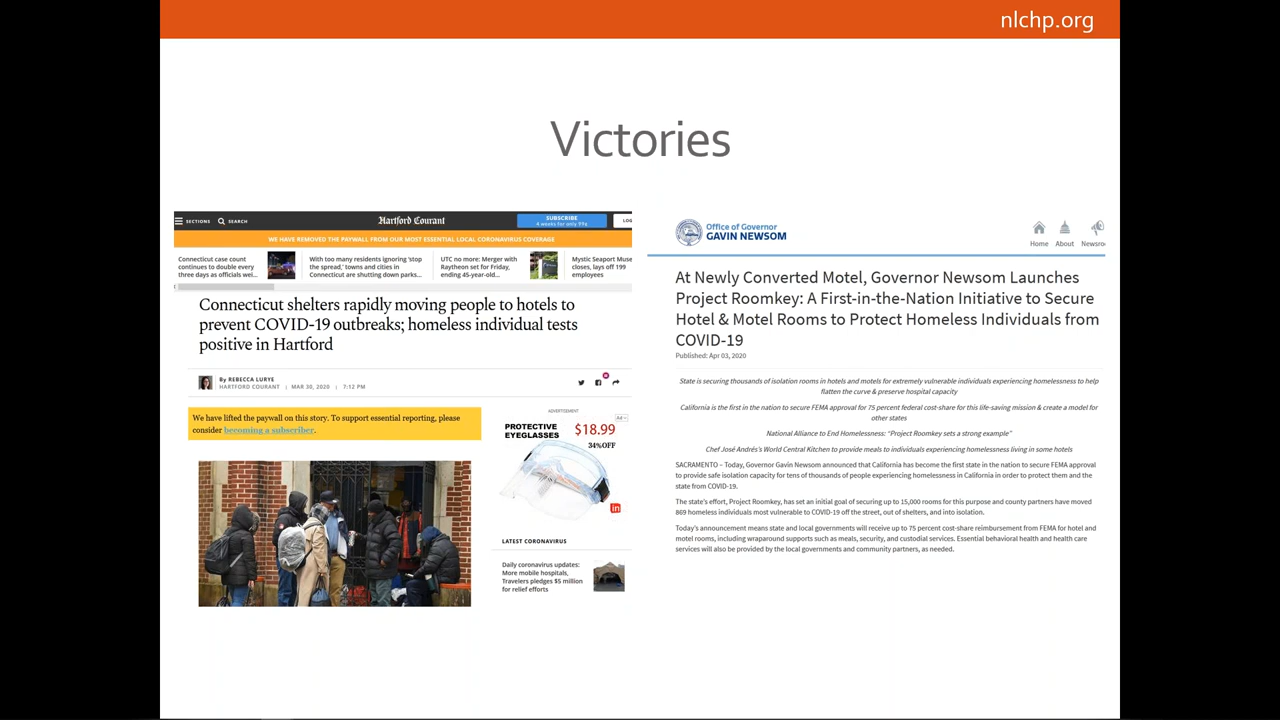 nlchp.org
Victories
SECTIONS
SEARCH
Hartford Courant
SUBSCRIBE
4 weeks for only 99¢
WE HAVE REMOVED THE PAYWALL FROM OUR MOST ESSENTIAL LOCAL CORONAVIRUS COVERAGE
Connecticut case count
continues to double every
three days as officials wei...
With too many residents ignoring 'stop
the spread,' towns and cities in
Connecticut are shutting down parks...
UTC no more: Merger with
Raytheon set for Friday,
ending 45-year-old...
Mystic Seaport Muse
closes, lays off 199
employees
Connecticut shelters rapidly moving people to hotels to
prevent COVID-19 outbreaks; homeless individual tests
positive in Hartford
By REBECCA LURYE
HARTFORD COURANT | MAR 30, 2020 | 7:12 PM
We have lifted the paywall on this story. To support essential reporting, please
consider becoming a subscriber.
ADVERTISEMENT
Ad
PROTECTIVE
EYEGLASSES
$18.99
34%OFF
in
LATEST CORONAVIRUS
Daily coronavirus updates:
More mobile hospitals,
Travelers pledges $5 million
for relief efforts
Office of Governor
GAVIN NEWSOM
Home
About
Newsro
At Newly Converted Motel, Governor Newsom Launches
Project Roomkey: A First-in-the-Nation Initiative to Secure
Hotel & Motel Rooms to Protect Homeless Individuals from
COVID-19
Published: Apr 03, 2020
State is securing thousands of isolation rooms in hotels and motels for extremely vulnerable individuals experiencing homelessness to help
flatten the curve & preserve hospital capacity
California is the first in the nation to secure FEMA approval for 75 percent federal cost-share for this life-saving mission & create a model for
other states
National Alliance to End Homelessness: "Project Roomkey sets a strong example"
Chef José Andrés's World Central Kitchen to provide meals to individuals experiencing homelessness living in some hotels
SACRAMENTO – Today, Governor Gavin Newsom announced that California has become the first state in the nation to secure FEMA approval
to provide safe isolation capacity for tens of thousands of people experiencing homelessness in California in order to protect them and the
state from COVID-19.
The state's effort, Project Roomkey, has set an initial goal of securing up to 15,000 rooms for this purpose and county partners have moved
869 homeless individuals most vulnerable to COVID-19 off the street, out of shelters, and into isolation.
Today's announcement means state and local governments will receive up to 75 percent cost-share reimbursement from FEMA for hotel and
motel rooms, including wraparound supports such as meals, security, and custodial services. Essential behavioral health and health care
services will also be provided by the local governments and community partners, as needed.